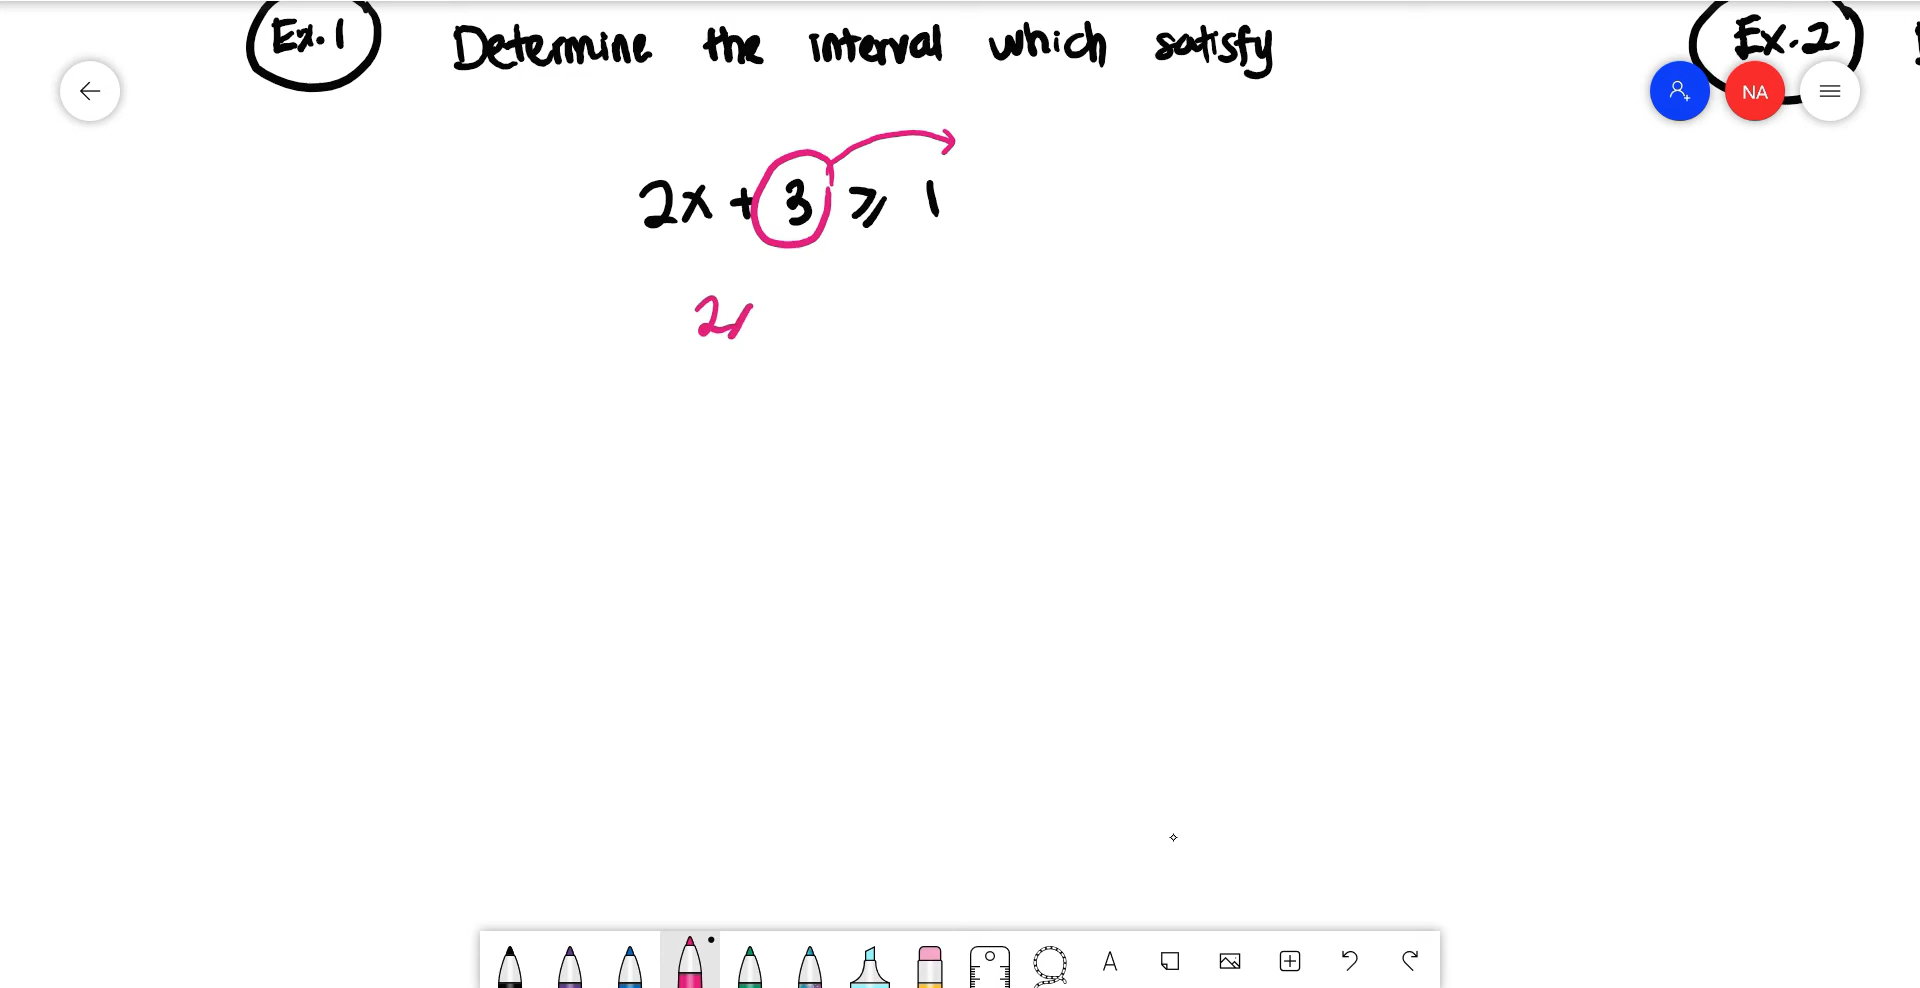 Ex.1 Determine the interval which satisfy
Ex.2
NA
2x + 3 ⩾ 1
2
A